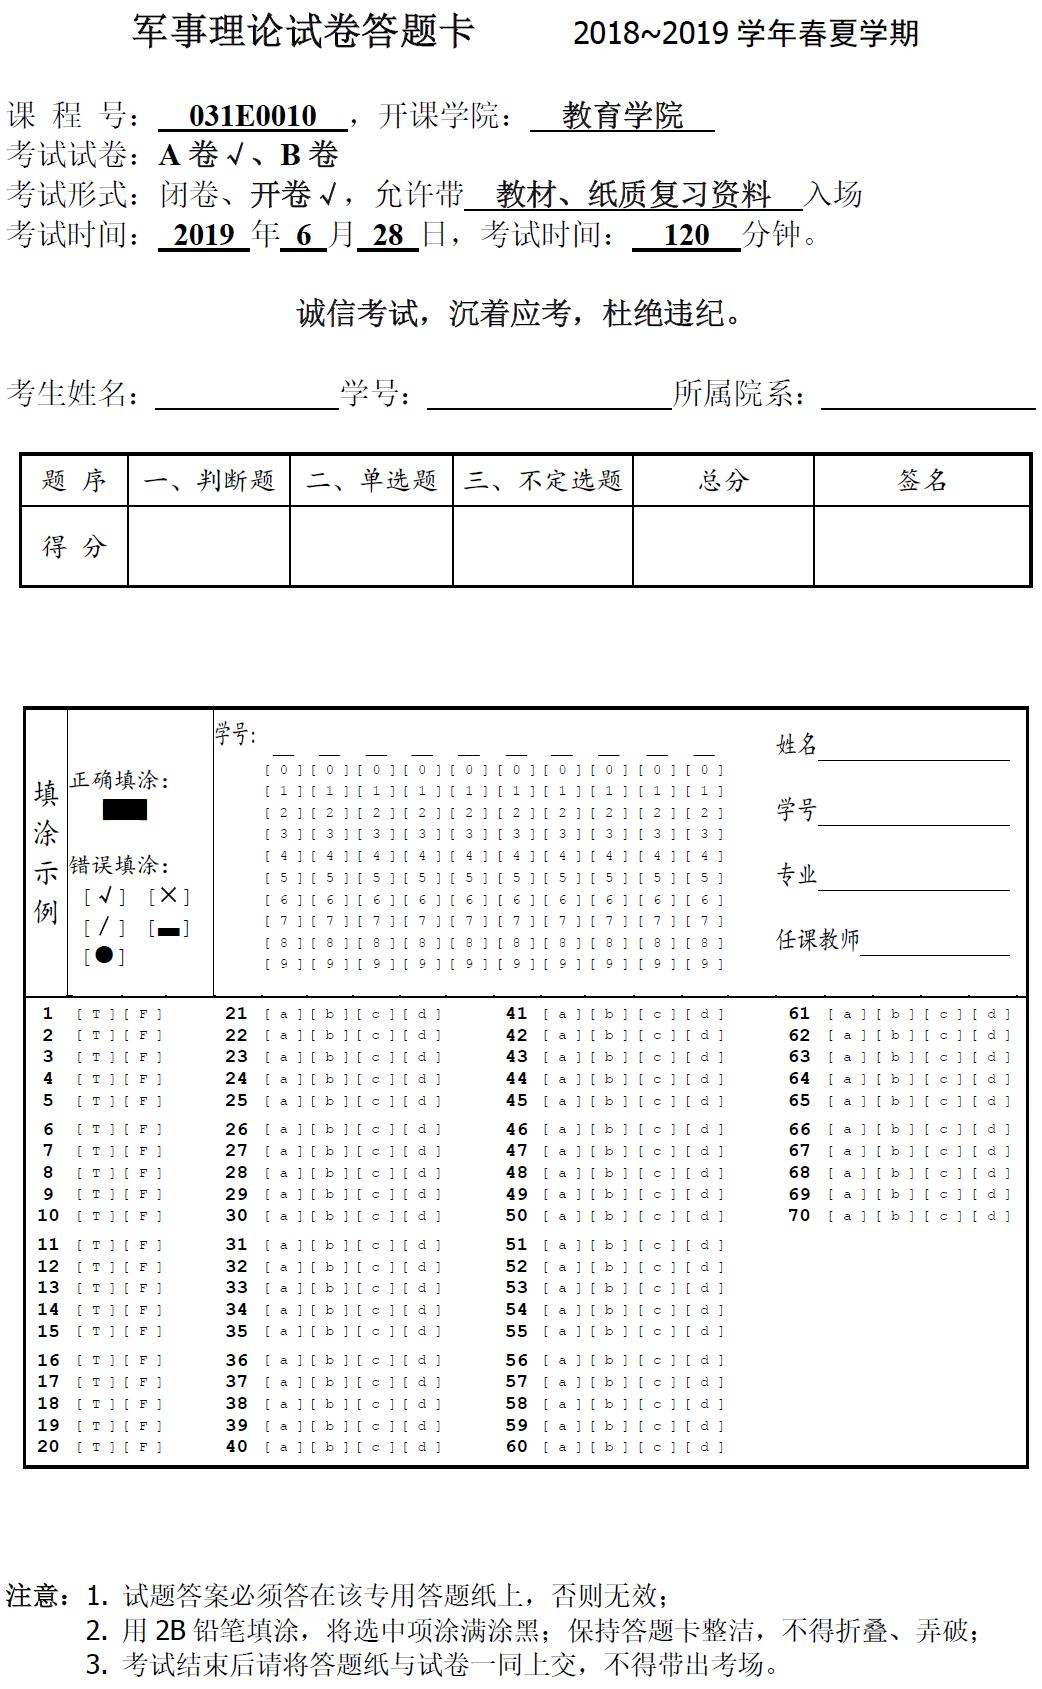 军事理论试卷答题卡 2018~2019 学年春夏学期
课 程 号： 031E0010 ，开课学院： 教育学院
考试试卷：A 卷√、B 卷
考试形式：闭卷、开卷√，允许带 教材、纸质复习资料 入场
考试时间： 2019 年 6 月 28 日，考试时间： 120 分钟。
诚信考试，沉着应考，杜绝违纪。
考生姓名： 学号： 所属院系：
题 序 一、判断题 二、单选题 三、不定选题 总分 签名
得 分
填涂示例
正确填涂：
错误填涂：
[√] [×]
[/] [▬]
[●]
学号:
[0][0][0][0][0][0][0][0][0][0]
[1][1][1][1][1][1][1][1][1][1]
[2][2][2][2][2][2][2][2][2][2]
[3][3][3][3][3][3][3][3][3][3]
[4][4][4][4][4][4][4][4][4][4]
[5][5][5][5][5][5][5][5][5][5]
[6][6][6][6][6][6][6][6][6][6]
[7][7][7][7][7][7][7][7][7][7]
[8][8][8][8][8][8][8][8][8][8]
[9][9][9][9][9][9][9][9][9][9]
姓名
学号
专业
任课教师
1 [T][F] 21 [a][b][c][d] 41 [a][b][c][d] 61 [a][b][c][d]
2 [T][F] 22 [a][b][c][d] 42 [a][b][c][d] 62 [a][b][c][d]
3 [T][F] 23 [a][b][c][d] 43 [a][b][c][d] 63 [a][b][c][d]
4 [T][F] 24 [a][b][c][d] 44 [a][b][c][d] 64 [a][b][c][d]
5 [T][F] 25 [a][b][c][d] 45 [a][b][c][d] 65 [a][b][c][d]
6 [T][F] 26 [a][b][c][d] 46 [a][b][c][d] 66 [a][b][c][d]
7 [T][F] 27 [a][b][c][d] 47 [a][b][c][d] 67 [a][b][c][d]
8 [T][F] 28 [a][b][c][d] 48 [a][b][c][d] 68 [a][b][c][d]
9 [T][F] 29 [a][b][c][d] 49 [a][b][c][d] 69 [a][b][c][d]
10 [T][F] 30 [a][b][c][d] 50 [a][b][c][d] 70 [a][b][c][d]
11 [T][F] 31 [a][b][c][d] 51 [a][b][c][d]
12 [T][F] 32 [a][b][c][d] 52 [a][b][c][d]
13 [T][F] 33 [a][b][c][d] 53 [a][b][c][d]
14 [T][F] 34 [a][b][c][d] 54 [a][b][c][d]
15 [T][F] 35 [a][b][c][d] 55 [a][b][c][d]
16 [T][F] 36 [a][b][c][d] 56 [a][b][c][d]
17 [T][F] 37 [a][b][c][d] 57 [a][b][c][d]
18 [T][F] 38 [a][b][c][d] 58 [a][b][c][d]
19 [T][F] 39 [a][b][c][d] 59 [a][b][c][d]
20 [T][F] 40 [a][b][c][d] 60 [a][b][c][d]
注意：1. 试题答案必须答在该专用答题纸上，否则无效；
2. 用 2B 铅笔填涂，将选中项涂满涂黑；保持答题卡整洁，不得折叠、弄破；
3. 考试结束后请将答题纸与试卷一同上交，不得带出考场。